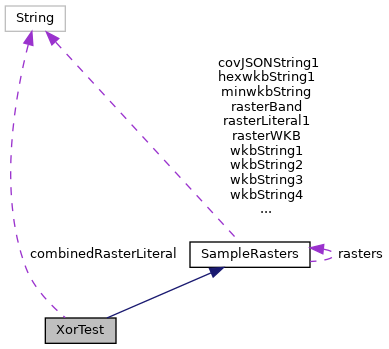 String
covJSONString1
hexwkbString1
minwkbString
rasterBand
rasterLiteral1
rasterWKB
wkbString1
wkbString2
wkbString3
wkbString4
...
combinedRasterLiteral
SampleRasters
rasters
XorTest